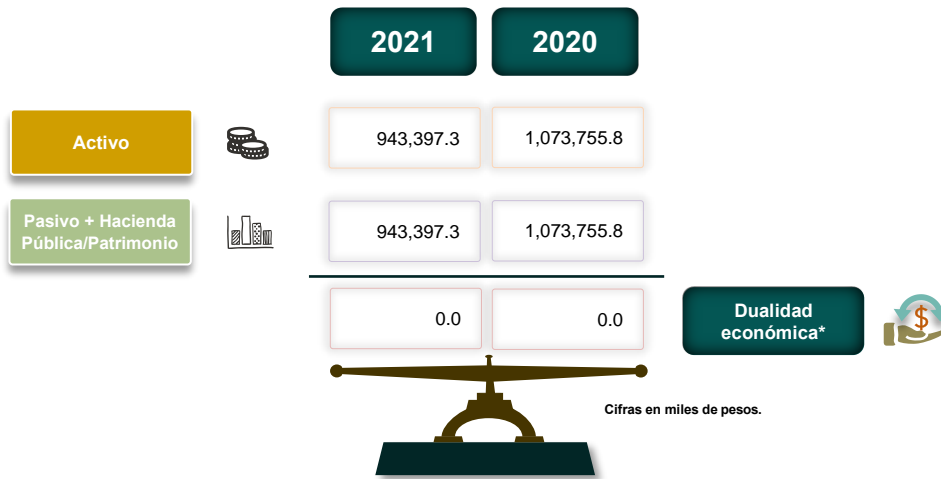 2021 2020
Activo 943,397.3 1,073,755.8
Pasivo + Hacienda
Pública/Patrimonio 943,397.3 1,073,755.8
0.0 0.0
Dualidad
económica*
$
Cifras en miles de pesos.